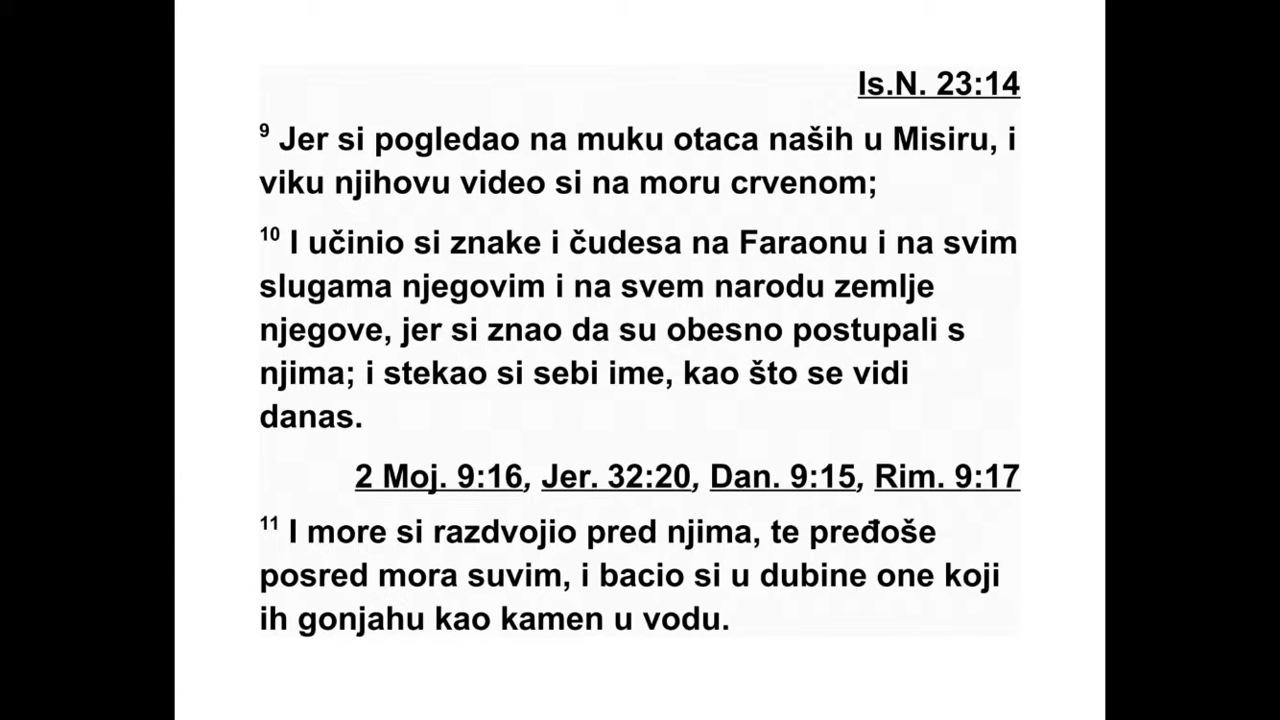 Is.N. 23:14
9 Jer si pogledao na muku otaca naših u Misiru, i
viku njihovu video si na moru crvenom;
10 I učinio si znake i čudesa na Faraonu i na svim
slugama njegovim i na svem narodu zemlje
njegove, jer si znao da su obesno postupali s
njima; i stekao si sebi ime, kao što se vidi
danas.
2 Moj. 9:16, Jer. 32:20, Dan. 9:15, Rim. 9:17
11 I more si razdvojio pred njima, te pređoše
posred mora suvim, i bacio si u dubine one koji
ih gonjahu kao kamen u vodu.